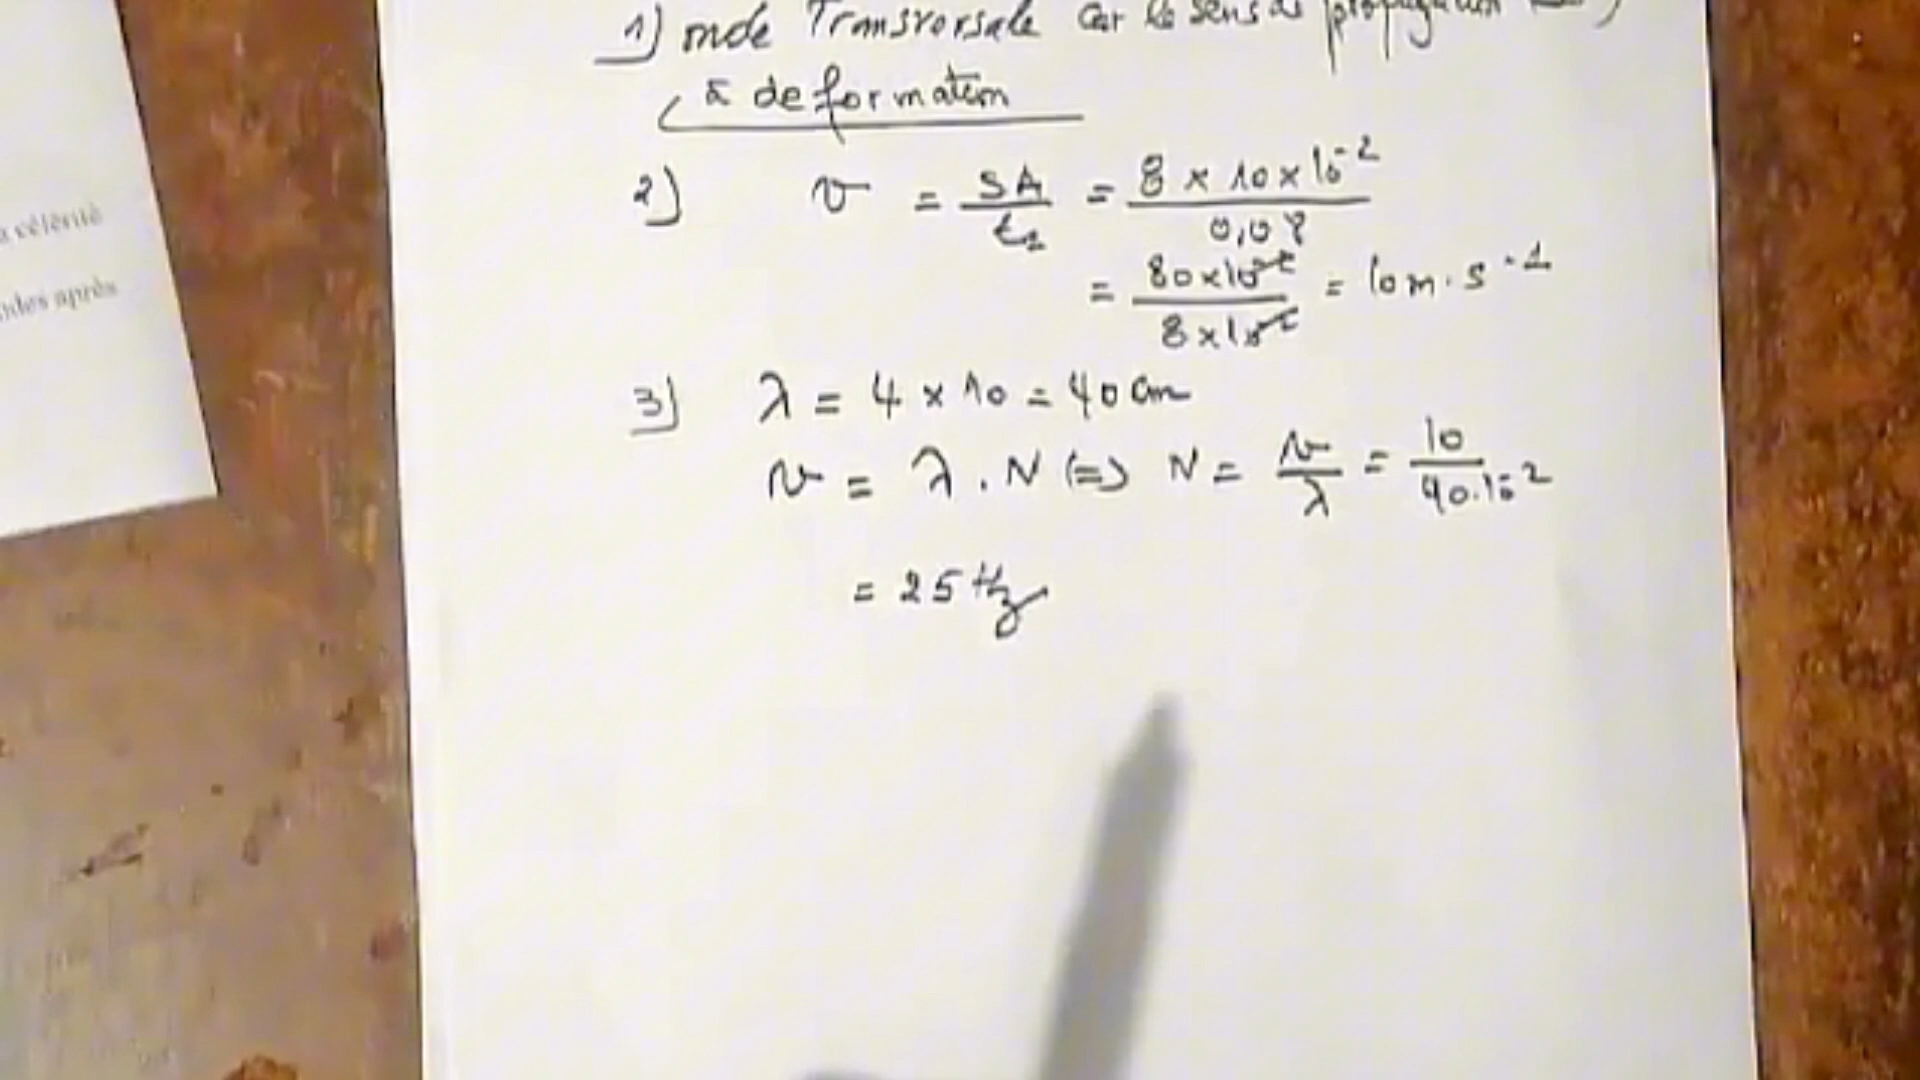 1) onde Transversale car le sens de propagation
à deformation
2) v = SA/t₂ = 8 × 10 × 10⁻²/0,08
= 80×10⁻²/8×10⁻² = 10 m·s⁻¹
3) λ = 4 × 10 = 40 cm
v = λ . N <=> N = v/λ = 10/40.10⁻²
= 25 Hz
célérité
après